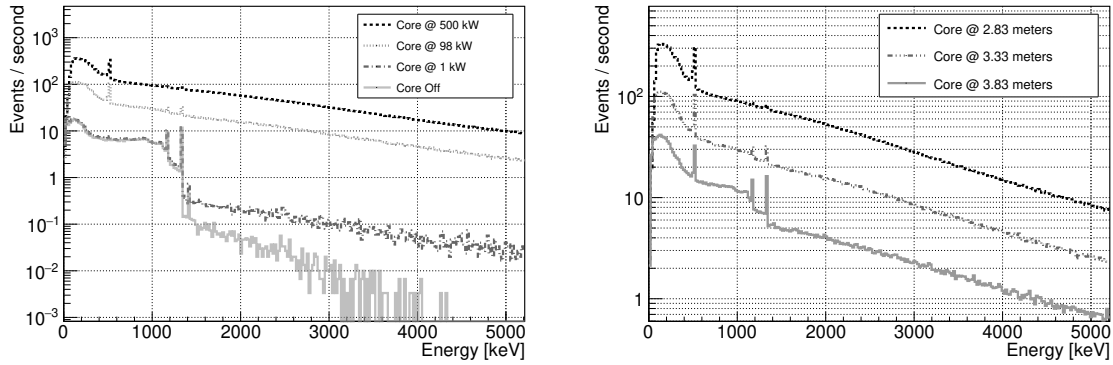 Events / second
10³
10²
10
1
10⁻¹
10⁻²
10⁻³
0 1000 2000 3000 4000 5000
Energy [keV]
Core @ 500 kW
Core @ 98 kW
Core @ 1 kW
Core Off
Events / second
10²
10
1
0 1000 2000 3000 4000 5000
Energy [keV]
Core @ 2.83 meters
Core @ 3.33 meters
Core @ 3.83 meters